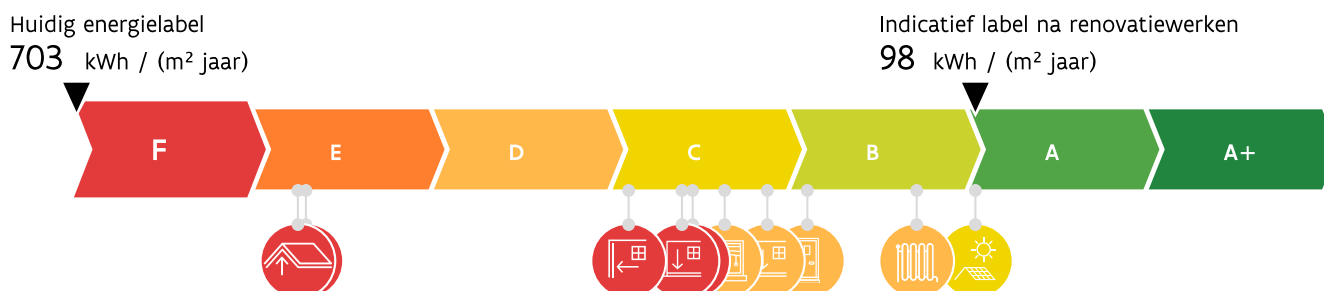 Huidig energielabel
703 kWh / (m² jaar)
Indicatief label na renovatiewerken
98 kWh / (m² jaar)
F E D C B A A+